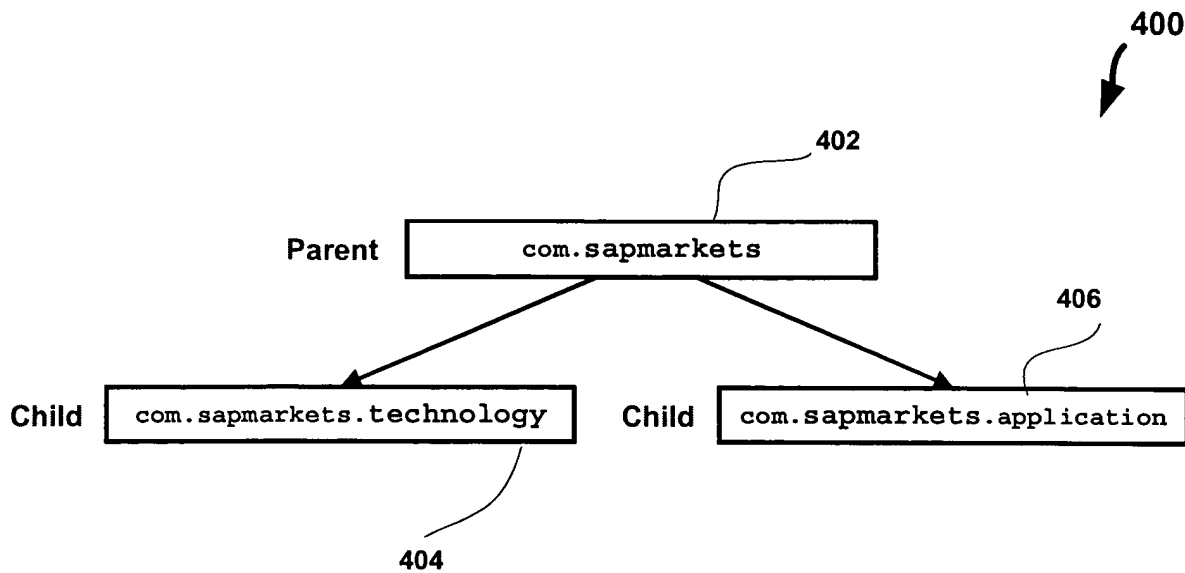 400
402
Parent com.sapmarkets
406
Child com.sapmarkets.technology Child com.sapmarkets.application
404